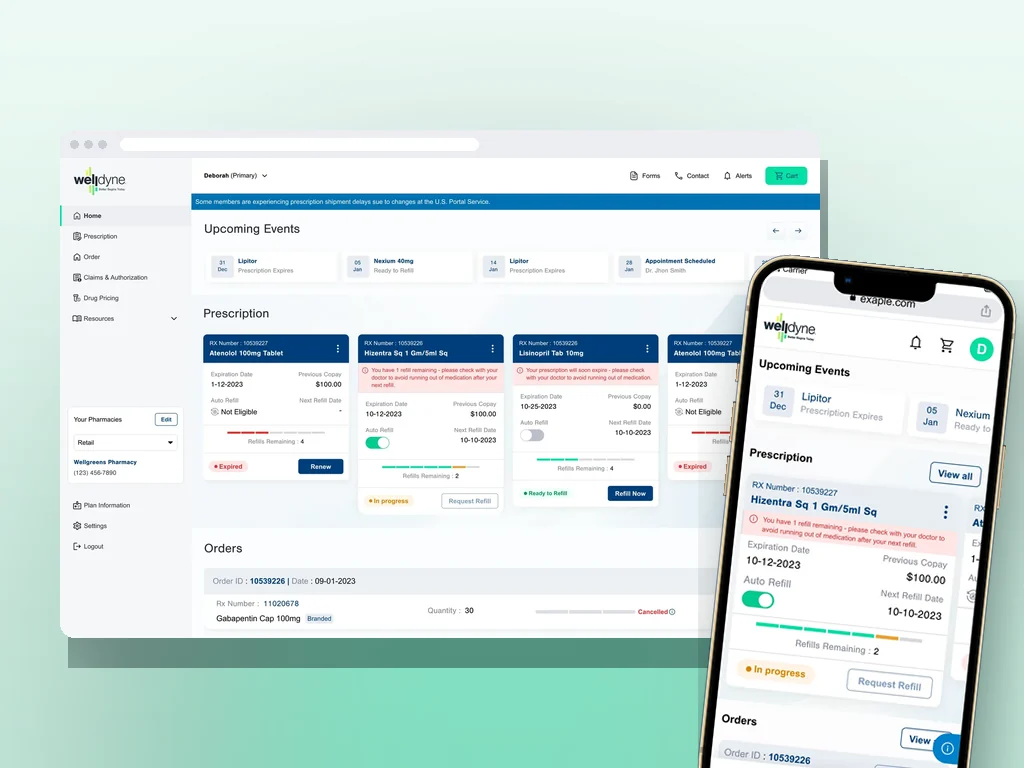 welldyne
Deborah (Primary)
Forms
Contact
Alerts
Cart
Some members are experiencing prescription shipment delays sue to changes at the U.S. Portal Service.
Home
Prescription
Order
Claims & Authorization
Drug Pricing
Resources
Your Pharmacies
Edit
Retail
Wellgreens Pharmacy
(123) 456-7890
Plan Information
Settings
Logout
Upcoming Events
31 Dec
Lipitor
Prescription Expires
05 Jan
Nexium 40mg
Ready to Refill
14 Jan
Lipitor
Prescription Expires
28 Jan
Appointment Scheduled
Dr. Jhon Smith
Prescription
RX Number : 10539227
Atenolol 100mg Tablet
Expiration Date
Previous Copay
1-12-2023
$100.00
Auto Refill
Next Refill Date
Not Eligible
-
Refills Remaining : 4
Expired
Renew
RX Number : 10539226
Hizentra Sq 1 Gm/5ml Sq
You have 1 refill remaining - please check with your
doctor to avoid running out of medication after your
next refill.
Expiration Date
Previous Copay
10-12-2023
$100.00
Auto Refill
Next Refill Date
10-10-2023
Refills Remaining : 2
In progress
Request Refill
RX Number : 10539226
Lisinopril Tab 10mg
Your prescription will soon expire - please check
with your doctor to avoid running out of medication.
Expiration Date
Previous Copay
10-25-2023
$0.00
Auto Refill
Next Refill Date
10-10-2023
Refills Remaining : 4
Ready to Refill
Refill Now
RX Number : 10539227
Atenolol 100mg Tab
Expiration Date
1-12-2023
Auto Refill
Not Eligible
Refills
Expired
Orders
Order ID : 10539226 | Date : 09-01-2023
Rx Number : 11020678
Gabapentin Cap 100mg Branded
Quantity : 30
Cancelled
Carrier
exaple.com
welldyne
D
Upcoming Events
31 Dec
Lipitor
Prescription Expires
05 Jan
Nexium
Ready to
Prescription
View all
RX Number : 10539227
Hizentra Sq 1 Gm/5ml Sq
You have 1 refill remaining - please check with your doctor to
avoid running out of medication after your next refill.
Expiration Date
Previous Copay
10-12-2023
$100.00
Auto Refill
Next Refill Date
10-10-2023
Refills Remaining : 2
In progress
Request Refill
RX
At
Orders
View
Order ID : 10539226